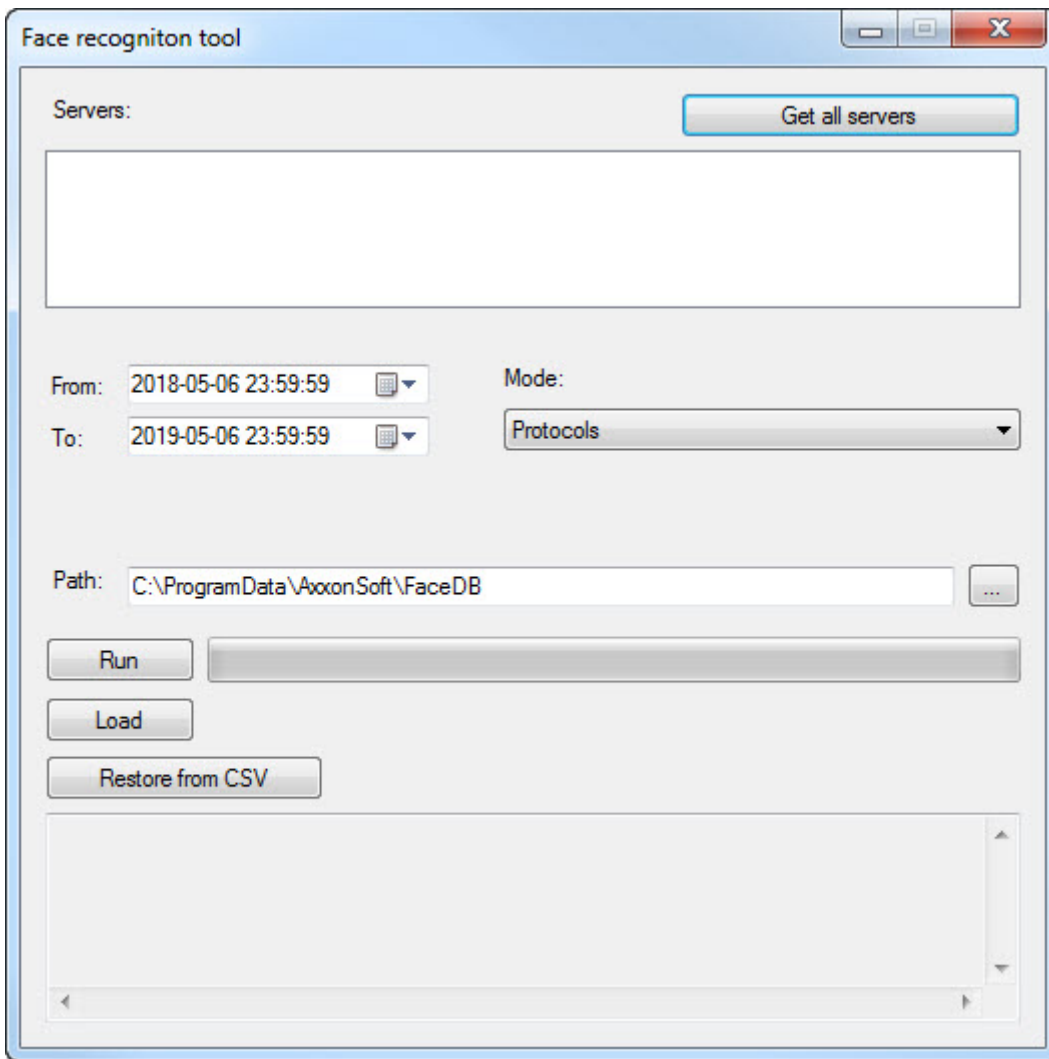 Face recogniton tool
Servers:
Get all servers
From: 2018-05-06 23:59:59
Mode:
To: 2019-05-06 23:59:59
Protocols
Path: C:\ProgramData\AxxonSoft\FaceDB ...
Run
Load
Restore from CSV